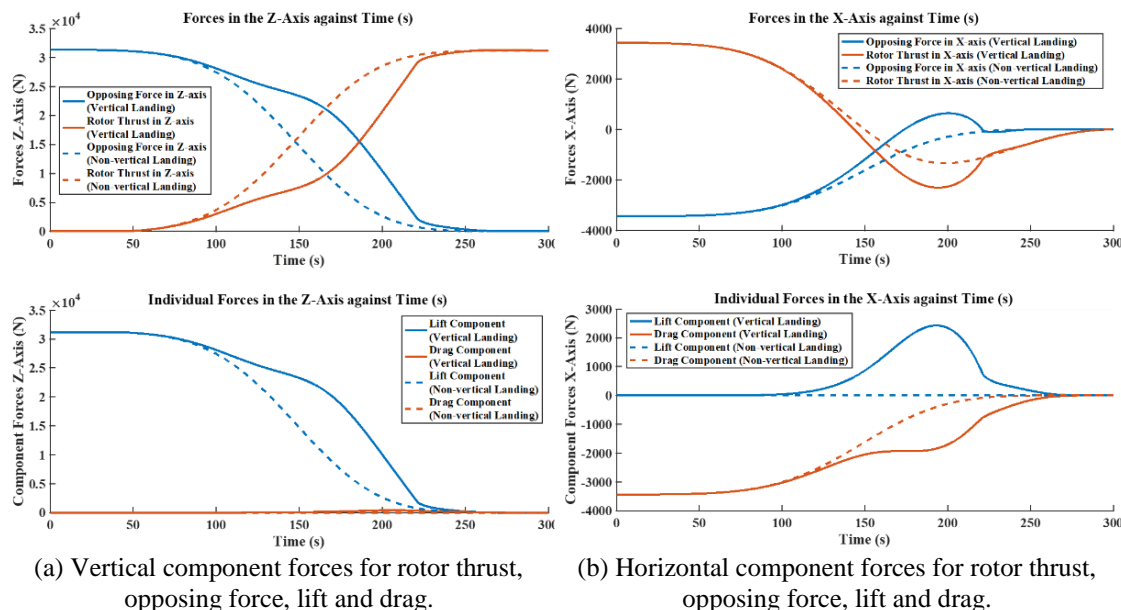 Forces in the Z-Axis against Time (s)
×10⁴
3.5
3
2.5
2
1.5
1
0.5
0
Forces Z-Axis (N)
Opposing Force in Z-axis
(Vertical Landing)
Rotor Thrust in Z-axis
(Vertical Landing)
Opposing Force in Z-axis
(Non-vertical Landing)
Rotor Thrust in Z-axis
(Non-vertical Landing)
0 50 100 150 200 250 300
Time (s)
Forces in the X-Axis against Time (s)
4000
2000
0
-2000
-4000
Forces X-Axis (N)
Opposing Force in X-axis (Vertical Landing)
Rotor Thrust in X-axis (Vertical Landing)
Opposing Force in X-axis (Non-vertical Landing)
Rotor Thrust in X-axis (Non-vertical Landing)
0 50 100 150 200 250 300
Time (s)
Individual Forces in the Z-Axis against Time (s)
×10⁴
3.5
3
2.5
2
1.5
1
0.5
0
Component Forces Z-Axis (N)
Lift Component
(Vertical Landing)
Drag Component
(Vertical Landing)
Lift Component
(Non-vertical Landing)
Drag Component
(Non-vertical Landing)
0 50 100 150 200 250 300
Time (s)
Individual Forces in the X-Axis against Time (s)
3000
2000
1000
0
-1000
-2000
-3000
-4000
Component Forces X-Axis (N)
Lift Component (Vertical Landing)
Drag Component (Vertical Landing)
Lift Component (Non-vertical Landing)
Drag Component (Non-vertical Landing)
0 50 100 150 200 250 300
Time (s)
(a) Vertical component forces for rotor thrust,
opposing force, lift and drag.
(b) Horizontal component forces for rotor thrust,
opposing force, lift and drag.